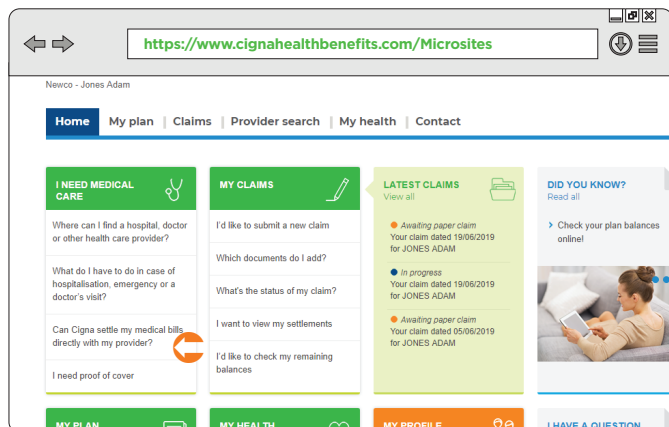 https://www.cignahealthbenefits.com/Microsites
Newco - Jones Adam
Home My plan | Claims | Provider search | My health | Contact
I NEED MEDICAL
CARE
Where can I find a hospital, doctor
or other health care provider?
What do I have to do in case of
hospitalisation, emergency or a
doctor's visit?
Can Cigna settle my medical bills
directly with my provider?
I need proof of cover
MY CLAIMS
I'd like to submit a new claim
Which documents do I add?
What's the status of my claim?
I want to view my settlements
I'd like to check my remaining
balances
LATEST CLAIMS
View all
Awaiting paper claim
Your claim dated 19/06/2019
for JONES ADAM
In progress
Your claim dated 19/06/2019
for JONES ADAM
Awaiting paper claim
Your claim dated 05/06/2019
for JONES ADAM
DID YOU KNOW?
Read all
Check your plan balances
online!
MY PLAN
MY HEALTH
MY PROFILE
I HAVE A QUESTION